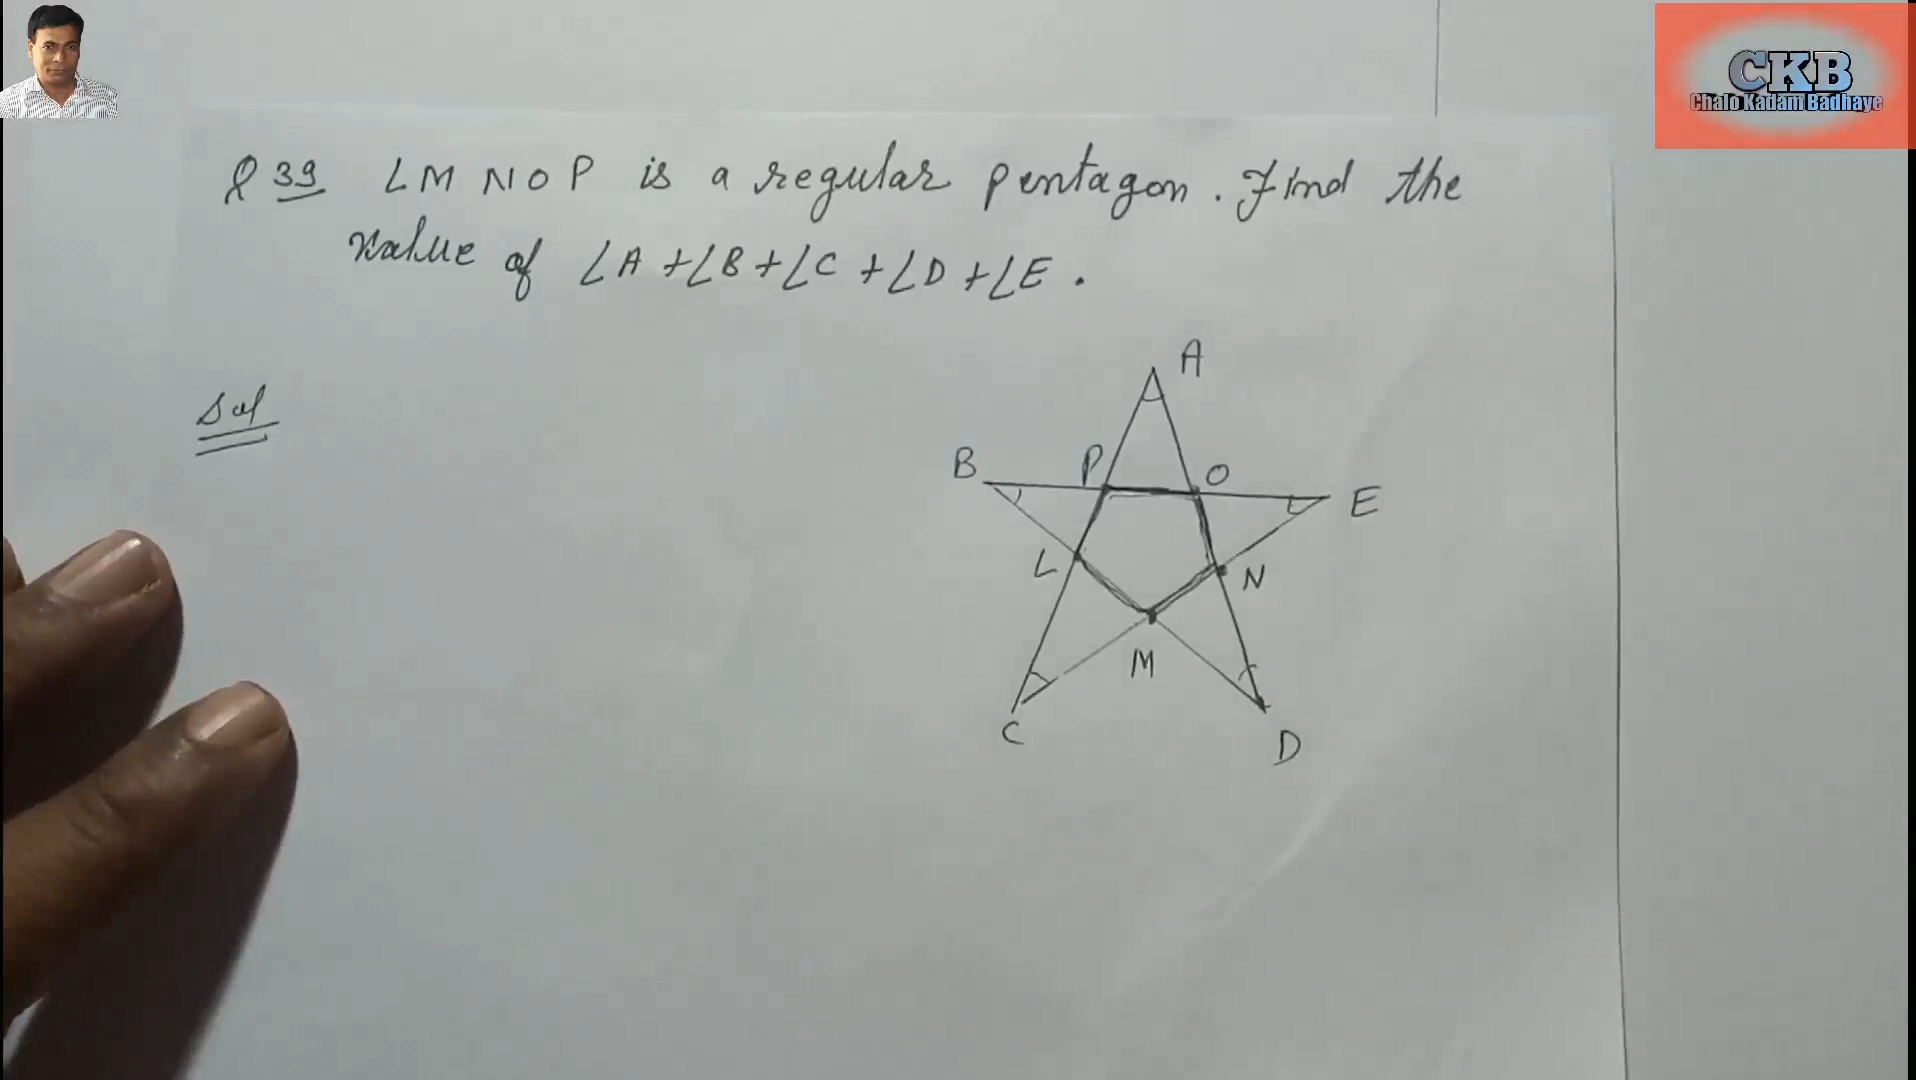 CKB
Chalo Kadam Badhaye
Q 39 LMNOP is a regular pentagon. Find the
value of ∠A+∠B+∠C+∠D+∠E.
Sol
A
B P O E
L N
M
C D